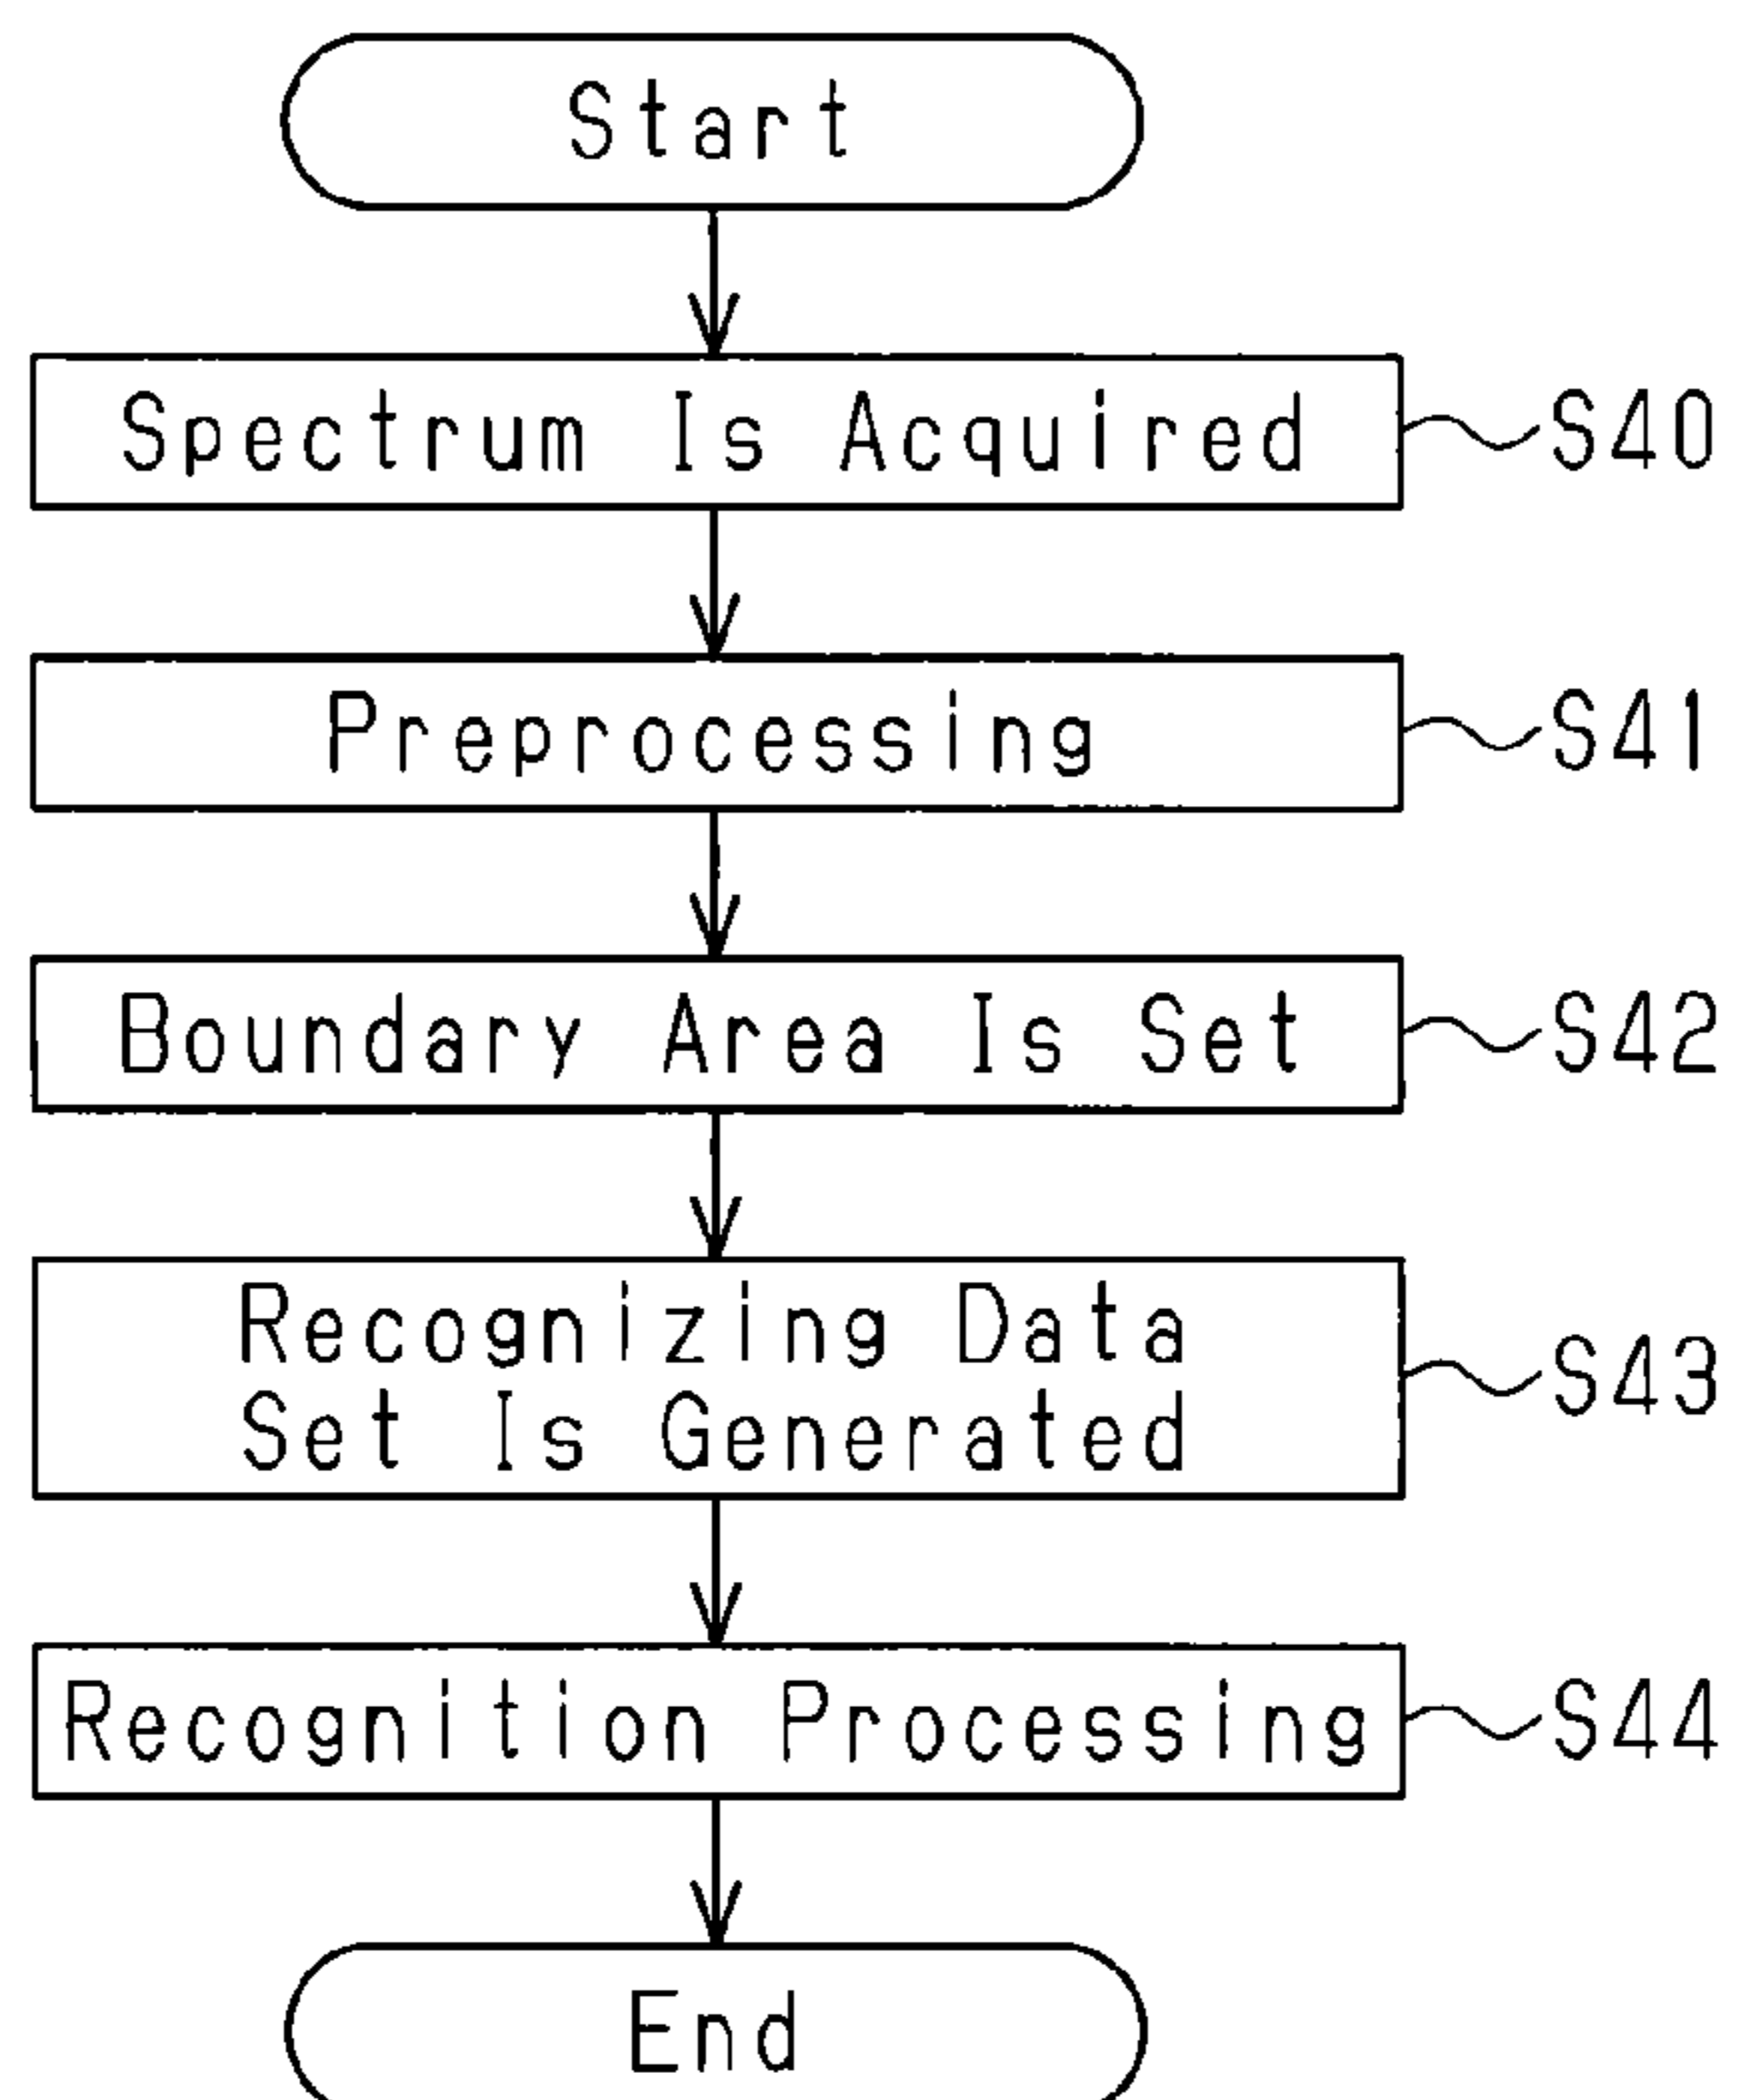 Start
Spectrum Is Acquired
S40
Preprocessing
S41
Boundary Area Is Set
S42
Recognizing Data
Set Is Generated
S43
Recognition Processing
S44
End